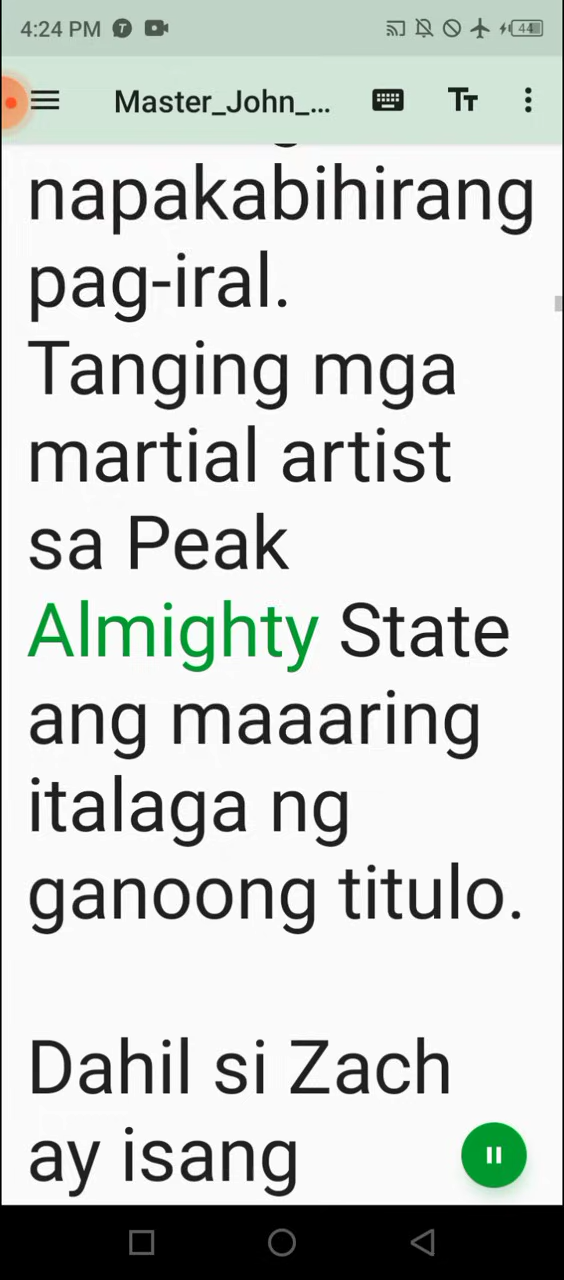 4:24 PM
44
Master_John_...
napakabihirang
pag-iral.
Tanging mga
martial artist
sa Peak
Almighty State
ang maaaring
italaga ng
ganoong titulo.
Dahil si Zach
ay isang